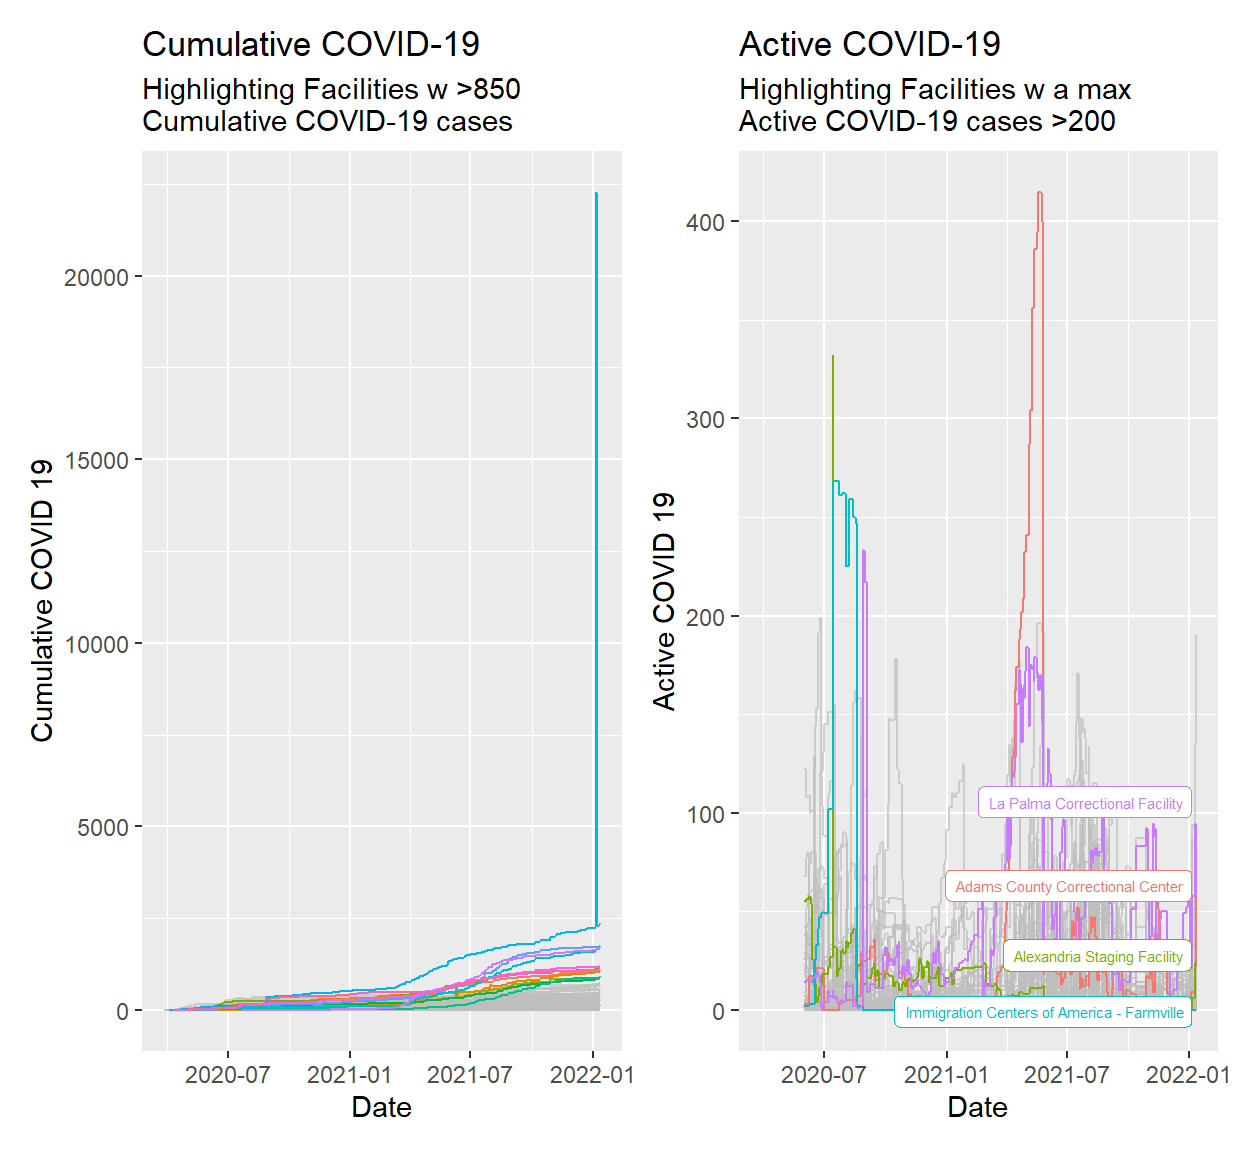 Cumulative COVID-19
Highlighting Facilities w >850
Cumulative COVID-19 cases
Cumulative COVID 19
20000
15000
10000
5000
0
2020-07
2021-01
2021-07
2022-01
Date
Active COVID-19
Highlighting Facilities w a max
Active COVID-19 cases >200
Active COVID 19
400
300
200
100
0
La Palma Correctional Facility
Adams County Correctional Center
Alexandria Staging Facility
Immigration Centers of America - Farmville
2020-07
2021-01
2021-07
2022-01
Date